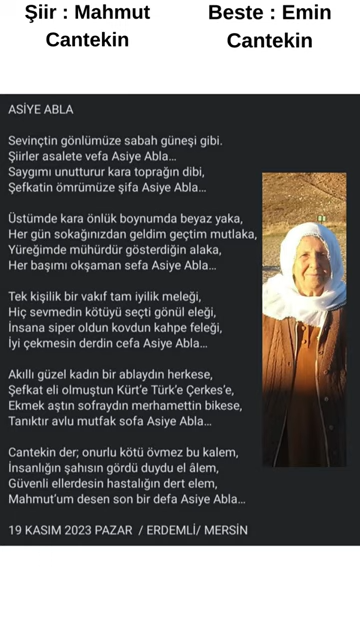 Şiir : Mahmut Cantekin
Beste : Emin Cantekin
ASİYE ABLA
Sevinçtin gönlümüze sabah güneşi gibi.
Şiirler asalete vefa Asiye Abla…
Saygımı unutturur kara toprağın dibi,
Şefkatin ömrümüze şifa Asiye Abla…
Üstümde kara önlük boynumda beyaz yaka,
Her gün sokağınızdan geldim geçtim mutlaka,
Yüreğimde mühürdür gösterdiğin alaka,
Her başımı okşaman sefa Asiye Abla…
Tek kişilik bir vakıf tam iyilik meleği,
Hiç sevmedin kötüyü seçti gönül eleği,
İnsana siper oldun kovdun kahpe feleği,
İyi çekmesin derdin cefa Asiye Abla…
Akıllı güzel kadın bir ablaydın herkese,
Şefkat eli olmuştun Kürt'e Türk'e Çerkes'e,
Ekmek aştın sofraydın merhamettin bikese,
Tanıktır avlu mutfak sofa Asiye Abla…
Cantekin der; onurlu kötü övmez bu kalem,
İnsanlığın şahısın gördü duydu el âlem,
Güvenli ellerdesin hastalığın dert elem,
Mahmut'um desen son bir defa Asiye Abla…
19 KASIM 2023 PAZAR / ERDEMLİ/ MERSİN